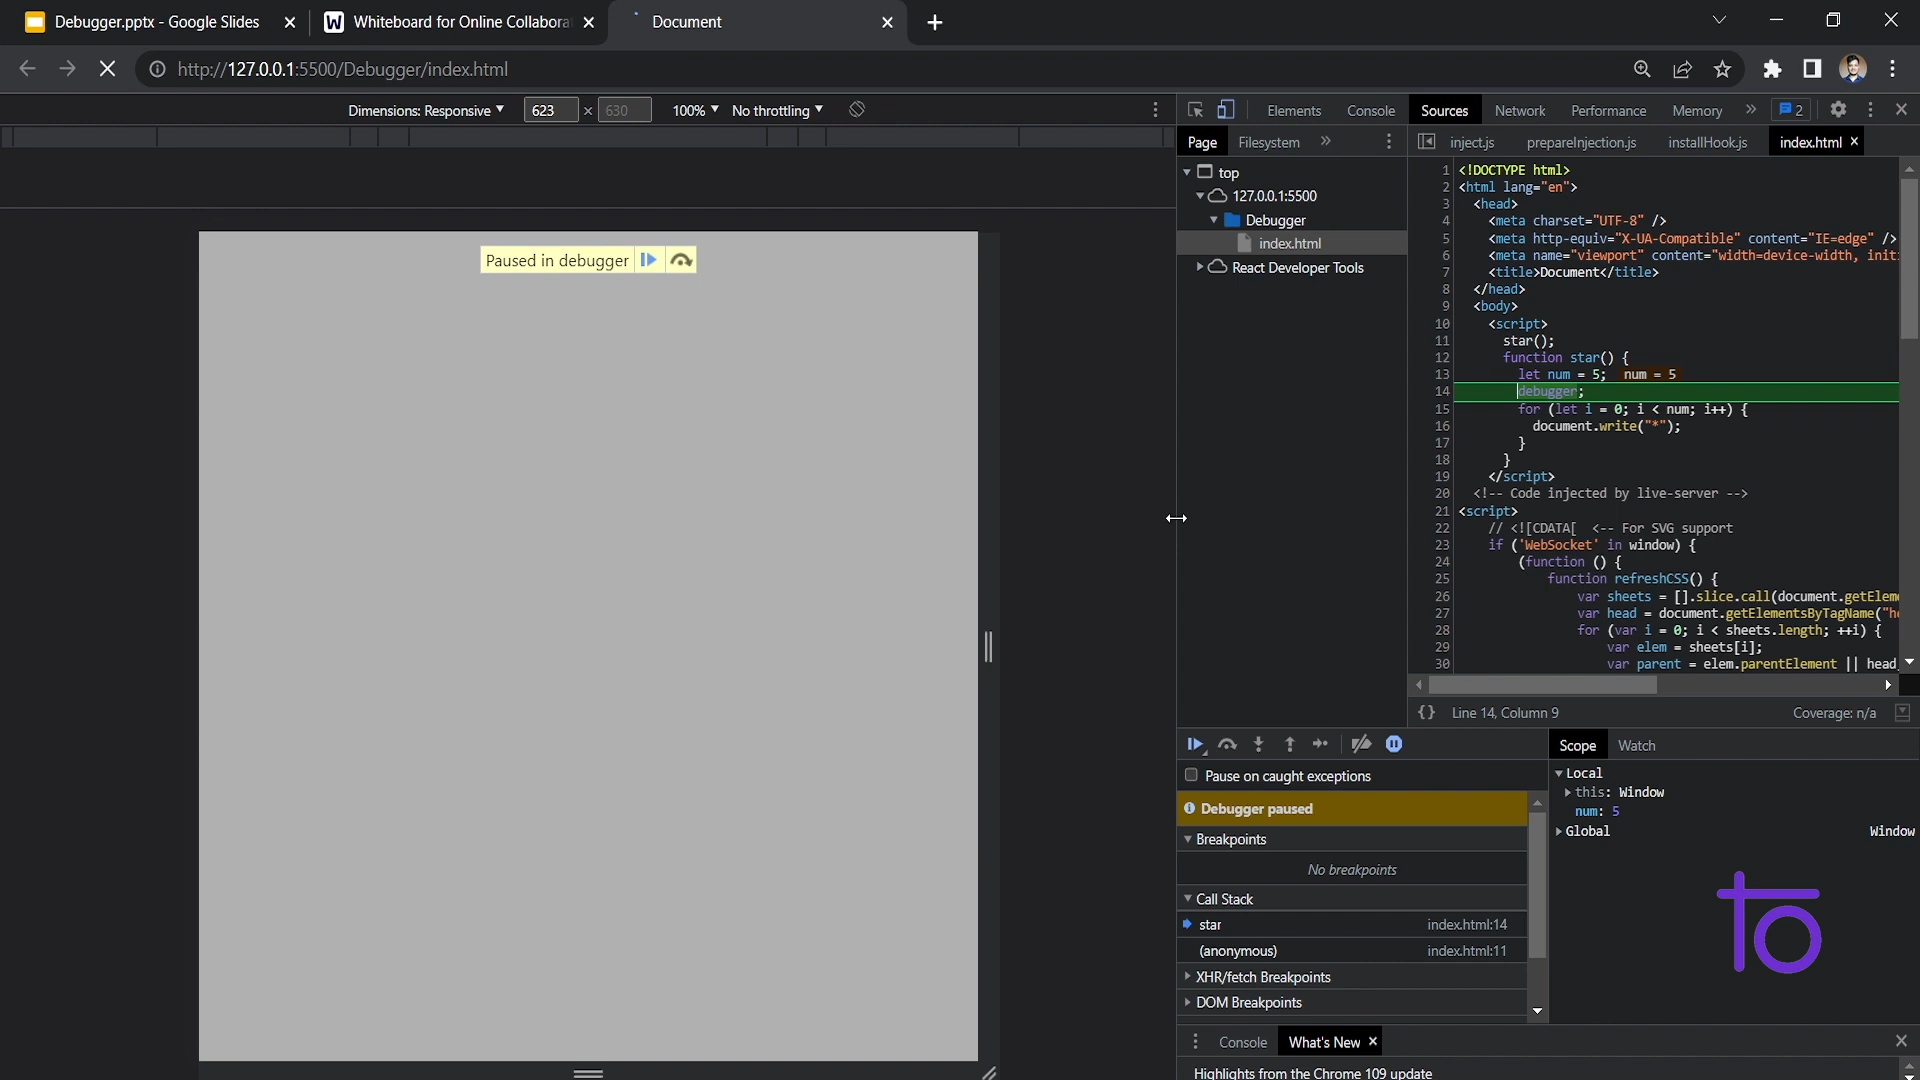 Debugger.pptx - Google Slides
Whiteboard for Online Collabora
Document
http://127.0.0.1:5500/Debugger/index.html
Dimensions: Responsive
623 × 630
100%
No throttling
Elements
Console
Sources
Network
Performance
Memory
2
Page
Filesystem
inject.js
prepareInjection.js
installHook.js
index.html
top
127.0.0.1:5500
Debugger
index.html
React Developer Tools
Paused in debugger
1 <!DOCTYPE html>
2 <html lang="en">
3 <head>
4 <meta charset="UTF-8" />
5 <meta http-equiv="X-UA-Compatible" content="IE=edge" />
6 <meta name="viewport" content="width=device-width, init
7 <title>Document</title>
8 </head>
9 <body>
10 <script>
11 star();
12 function star() {
13 let num = 5; num = 5
14 debugger;
15 for (let i = 0; i < num; i++) {
16 document.write("*");
17 }
18 }
19 </script>
20 <!-- Code injected by live-server -->
21 <script>
22 // <![CDATA[ <-- For SVG support
23 if ('WebSocket' in window) {
24 (function () {
25 function refreshCSS() {
26 var sheets = [].slice.call(document.getElem
27 var head = document.getElementsByTagName("h
28 for (var i = 0; i < sheets.length; ++i) {
29 var elem = sheets[i];
30 var parent = elem.parentElement || head
{} Line 14, Column 9
Coverage: n/a
Scope
Watch
Pause on caught exceptions
Debugger paused
Breakpoints
No breakpoints
Call Stack
star index.html:14
(anonymous) index.html:11
XHR/fetch Breakpoints
DOM Breakpoints
Local
this: Window
num: 5
Global Window
to
Console
What's New
Highlights from the Chrome 109 update